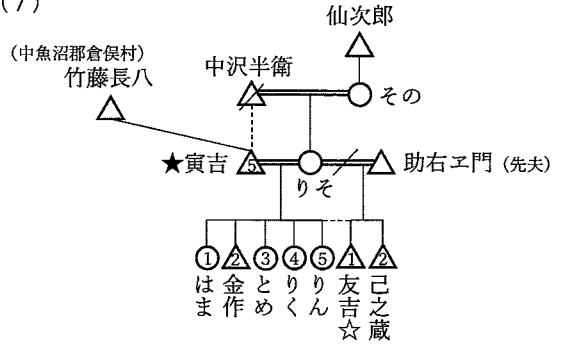 (7)
仙次郎
(中魚沼郡倉俣村)
竹藤長八
中沢半衛
その
★寅吉
5
りそ
助右ヱ門 (先夫)
1 2 3 4 5 1 2
はま
金作
とめ
りく
りん
友吉☆
己之蔵